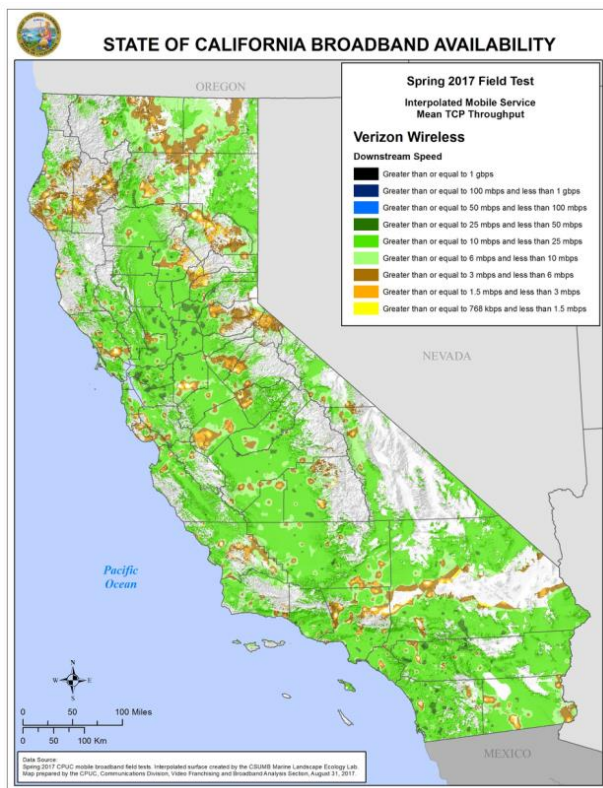 STATE OF CALIFORNIA BROADBAND AVAILABILITY
OREGON
Spring 2017 Field Test
Interpolated Mobile Service
Mean TCP Throughput
Verizon Wireless
Downstream Speed
Greater than or equal to 1 gbps
Greater than or equal to 100 mbps and less than 1 gbps
Greater than or equal to 50 mbps and less than 100 mbps
Greater than or equal to 25 mbps and less than 50 mbps
Greater than or equal to 10 mbps and less than 25 mbps
Greater than or equal to 6 mbps and less than 10 mbps
Greater than or equal to 3 mbps and less than 6 mbps
Greater than or equal to 1.5 mbps and less than 3 mbps
Greater than or equal to 768 kbps and less than 1.5 mbps
NEVADA
Pacific
Ocean
N
W E
S
0 50 100 Miles
0 50 100 Km
MEXICO
Data Source:
Spring 2017 CPUC mobile broadband field tests. Interpolated surface created by the CSUMB Marine Landscape Ecology Lab.
Map prepared by the CPUC, Communications Division, Video Franchising and Broadband Analysis Section, August 31, 2017.